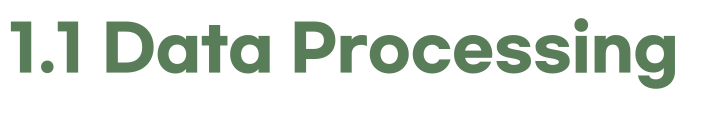 1.1 Data Processing